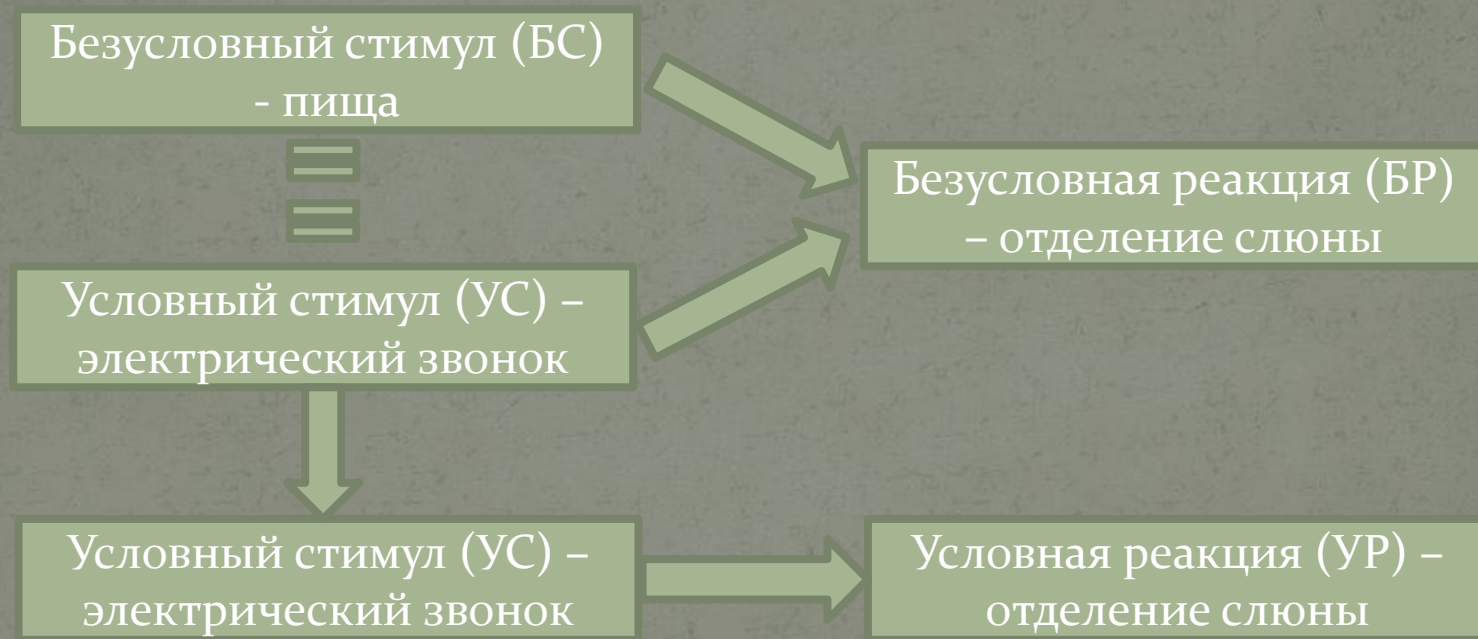 Безусловный стимул (БС)
- пища
Безусловная реакция (БР)
– отделение слюны
Условный стимул (УС) –
электрический звонок
Условный стимул (УС) –
электрический звонок
Условная реакция (УР) –
отделение слюны